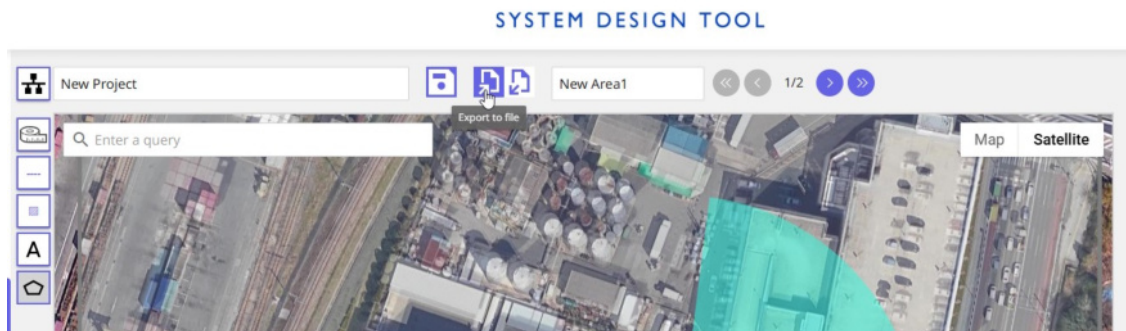 SYSTEM DESIGN TOOL
New Project
New Area1
1/2
Export to file
Enter a query
Map
Satellite
A